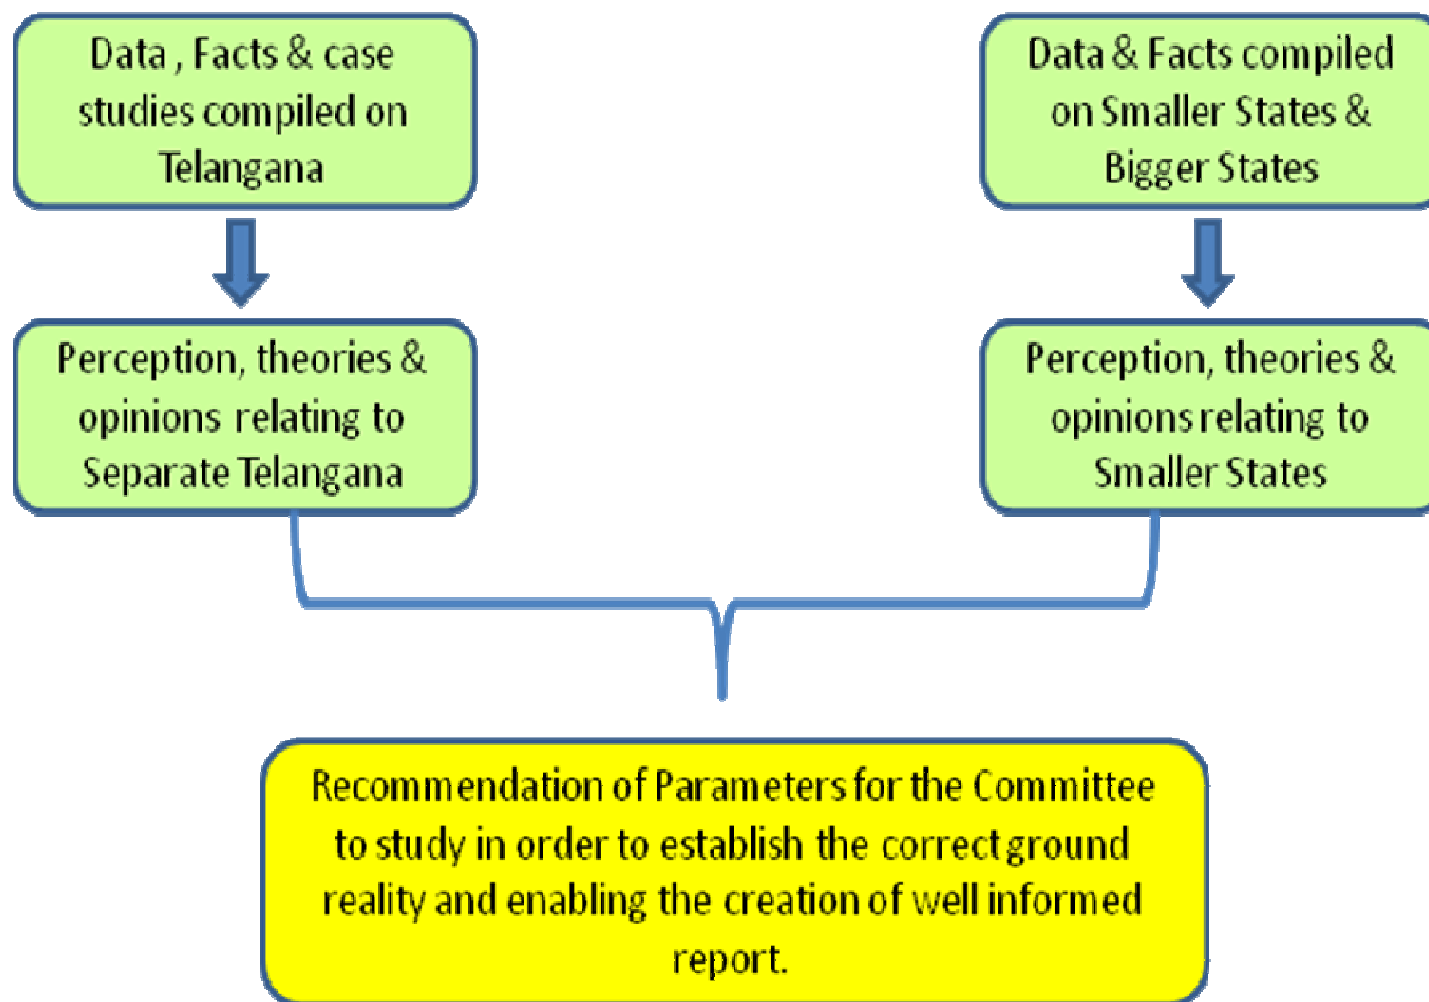 Data , Facts & case
studies compiled on
Telangana
Data & Facts compiled
on Smaller States &
Bigger States
Perception, theories &
opinions relating to
Separate Telangana
Perception, theories &
opinions relating to
Smaller States
Recommendation of Parameters for the Committee
to study in order to establish the correct ground
reality and enabling the creation of well informed
report.